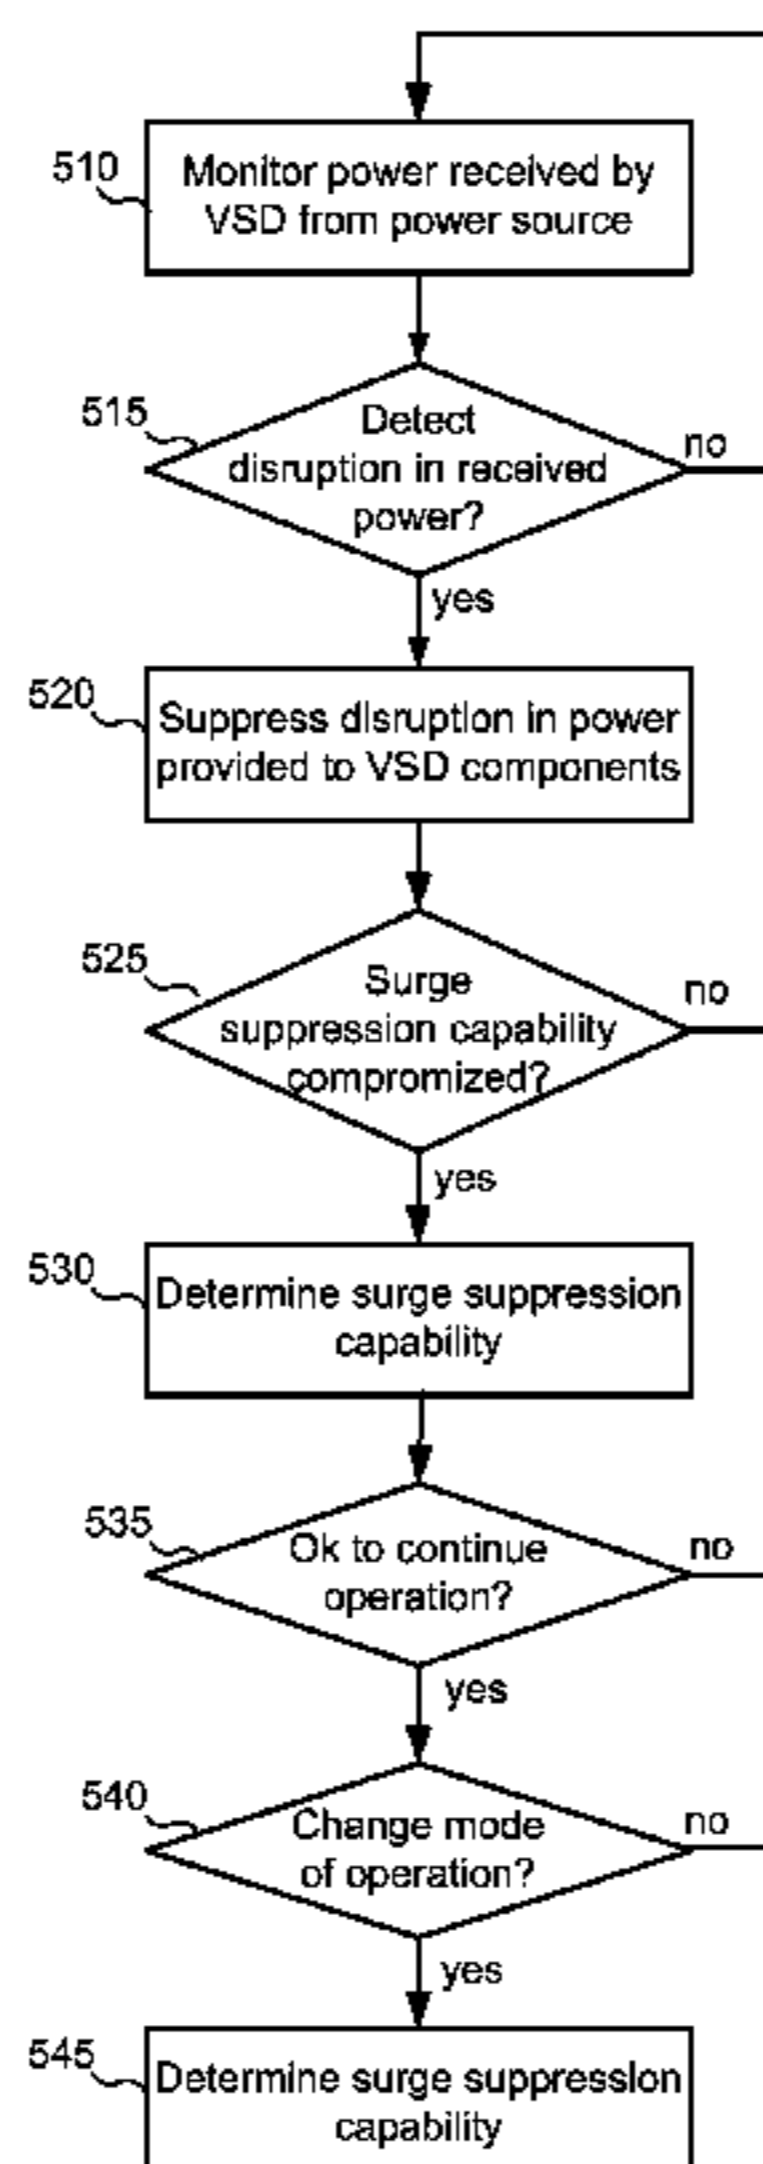 510
Monitor power received by
VSD from power source
515
Detect
disruption in received
power?
no
yes
520
Suppress disruption in power
provided to VSD components
525
Surge
suppression capability
compromized?
no
yes
530
Determine surge suppression
capability
535
Ok to continue
operation?
no
yes
540
Change mode
of operation?
no
yes
545
Determine surge suppression
capability